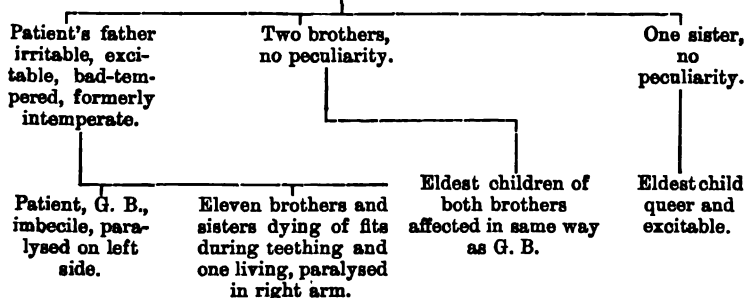 Patient's father
irritable, exci-
table, bad-tem-
pered, formerly
intemperate.
Two brothers,
no peculiarity.
One sister,
no
peculiarity.
Patient, G. B.,
imbecile, para-
lysed on left
side.
Eleven brothers and
sisters dying of fits
during teething and
one living, paralysed
in right arm.
Eldest children of
both brothers
affected in same way
as G. B.
Eldest child
queer and
excitable.